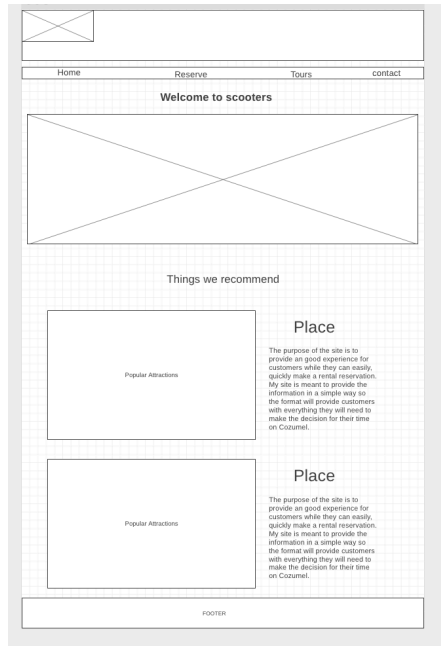 Home Reserve Tours contact
Welcome to scooters
Things we recommend
Popular Attractions
Place
The purpose of the site is to
provide an good experience for
customers while they can easily,
quickly make a rental reservation.
My site is meant to provide the
information in a simple way so
the format will provide customers
with everything they will need to
make the decision for their time
on Cozumel.
Popular Attractions
Place
The purpose of the site is to
provide an good experience for
customers while they can easily,
quickly make a rental reservation.
My site is meant to provide the
information in a simple way so
the format will provide customers
with everything they will need to
make the decision for their time
on Cozumel.
FOOTER